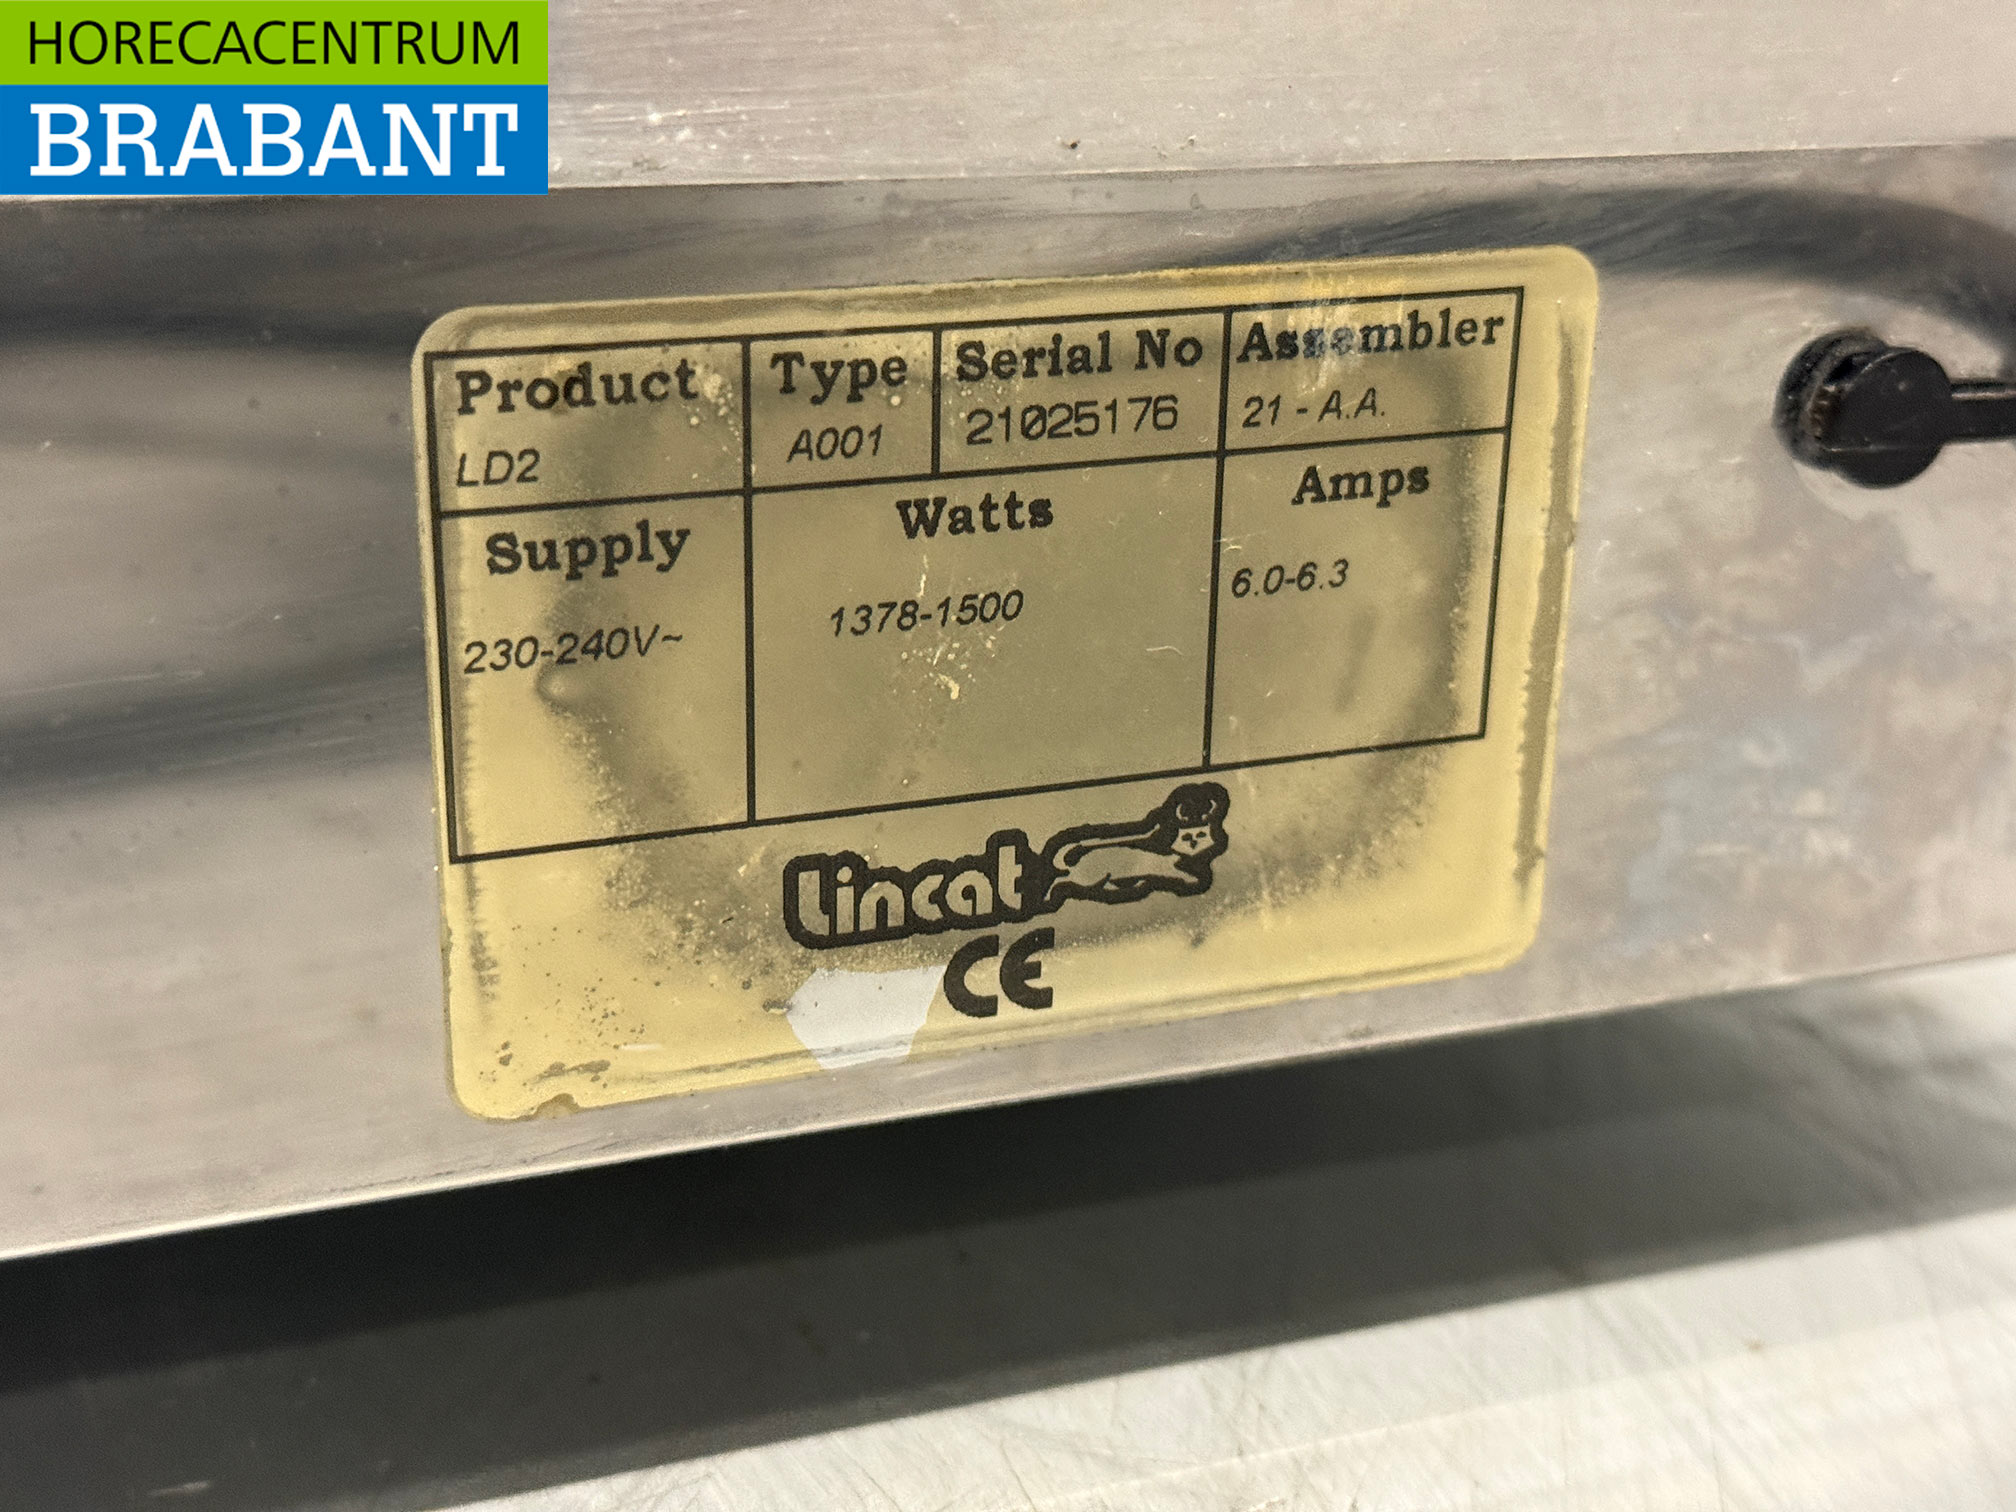 HORECACENTRUM
BRABANT
Product Type Serial No Assembler
LD2 A001 21025176 21 - A.A.
Supply Watts Amps
230-240V~ 1378-1500 6.0-6.3
Lincat
CE